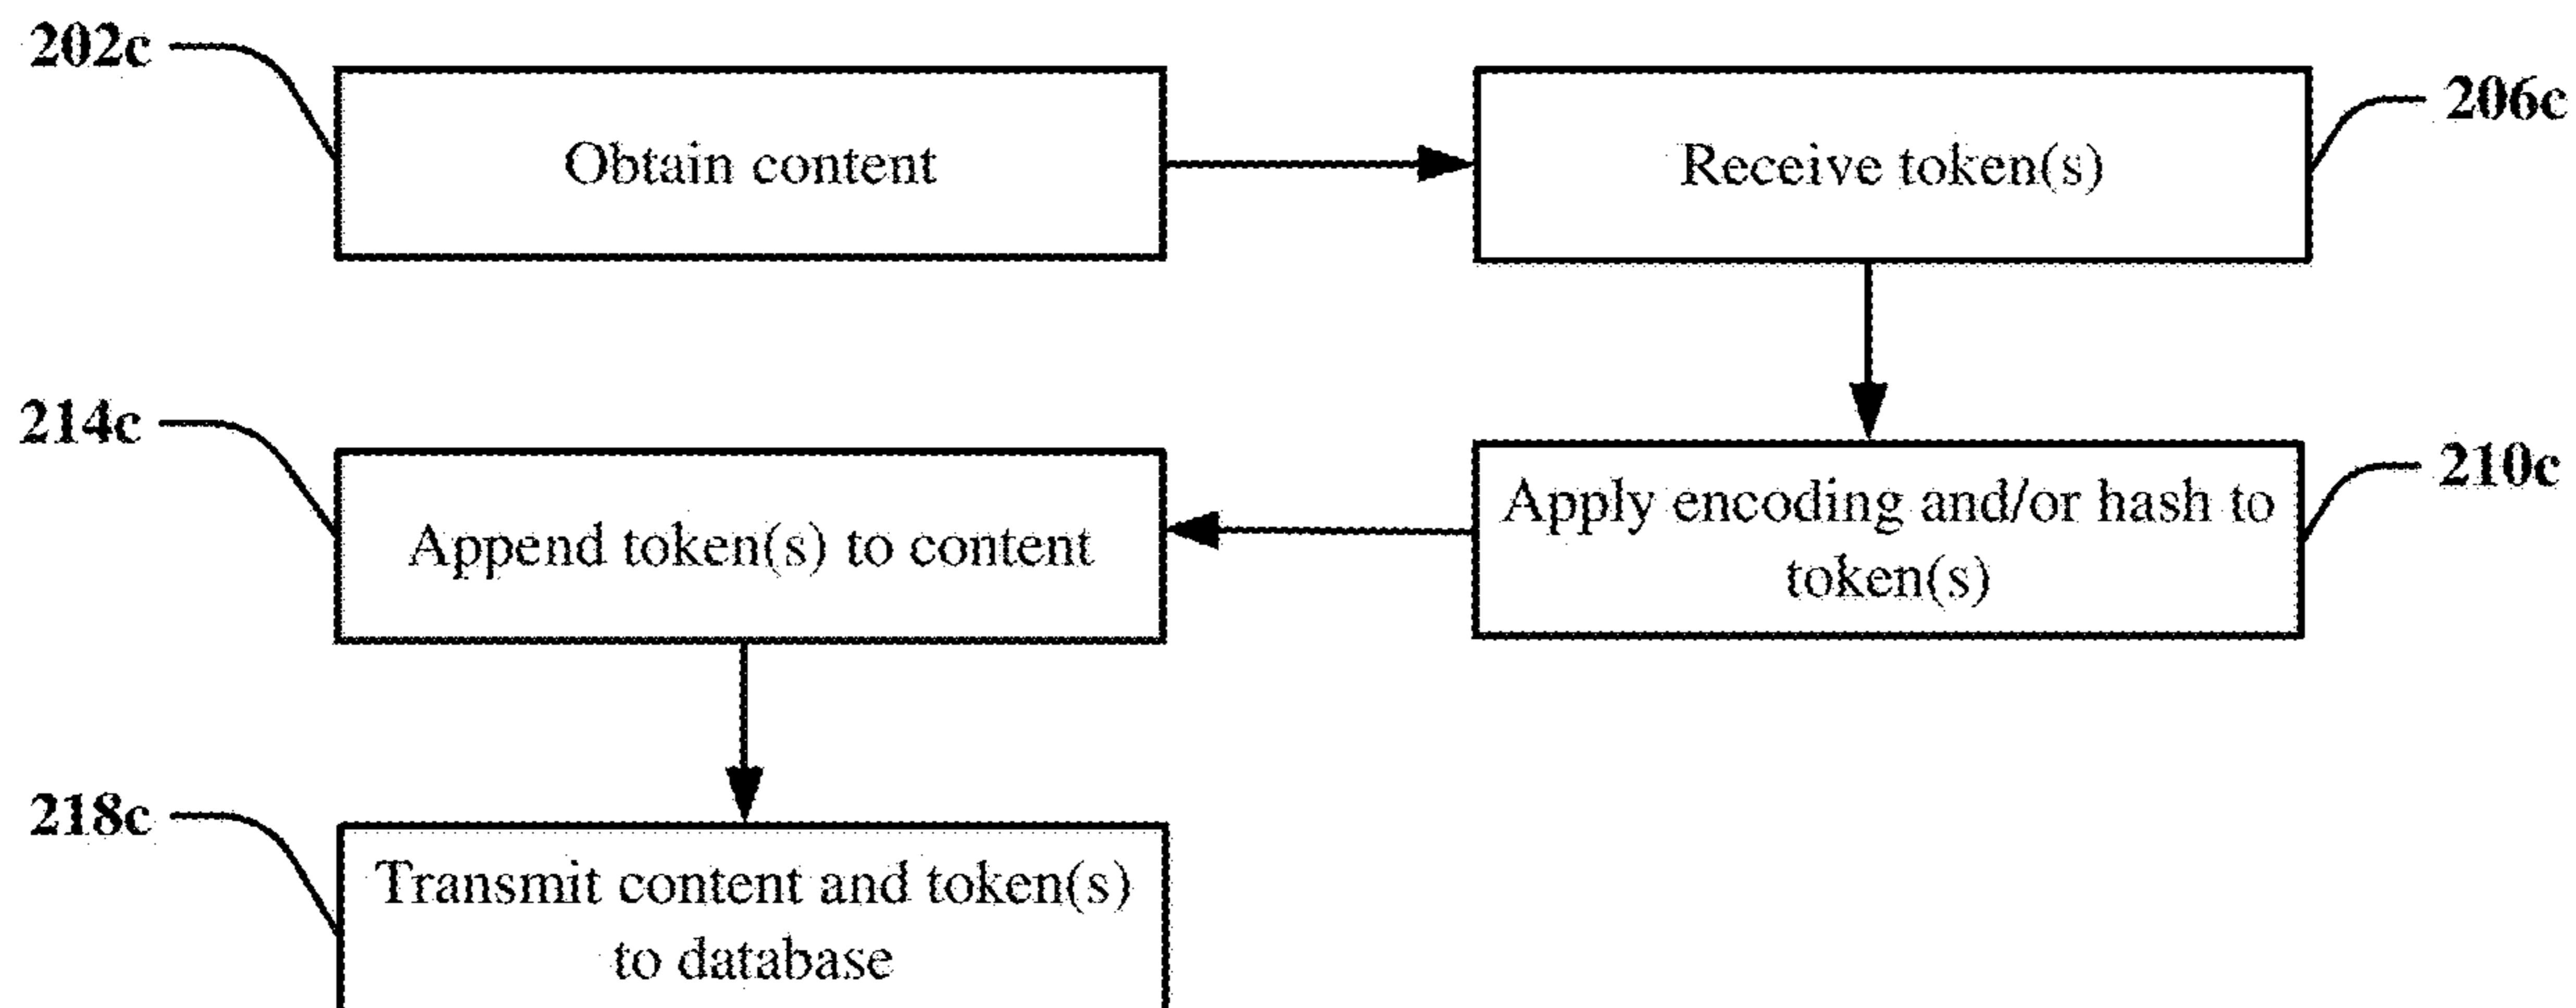 202c
Obtain content
Receive token(s)
206c
214c
Append token(s) to content
Apply encoding and/or hash to
token(s)
210c
218c
Transmit content and token(s)
to database